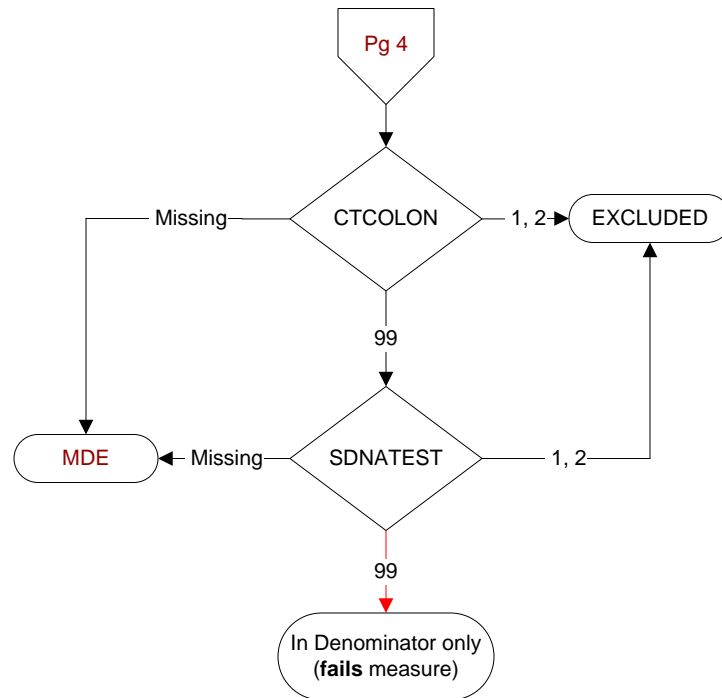 Pg 4
Missing
CTCOLON
1, 2
EXCLUDED
99
MDE
Missing
SDNATEST
1, 2
99
In Denominator only
(fails measure)